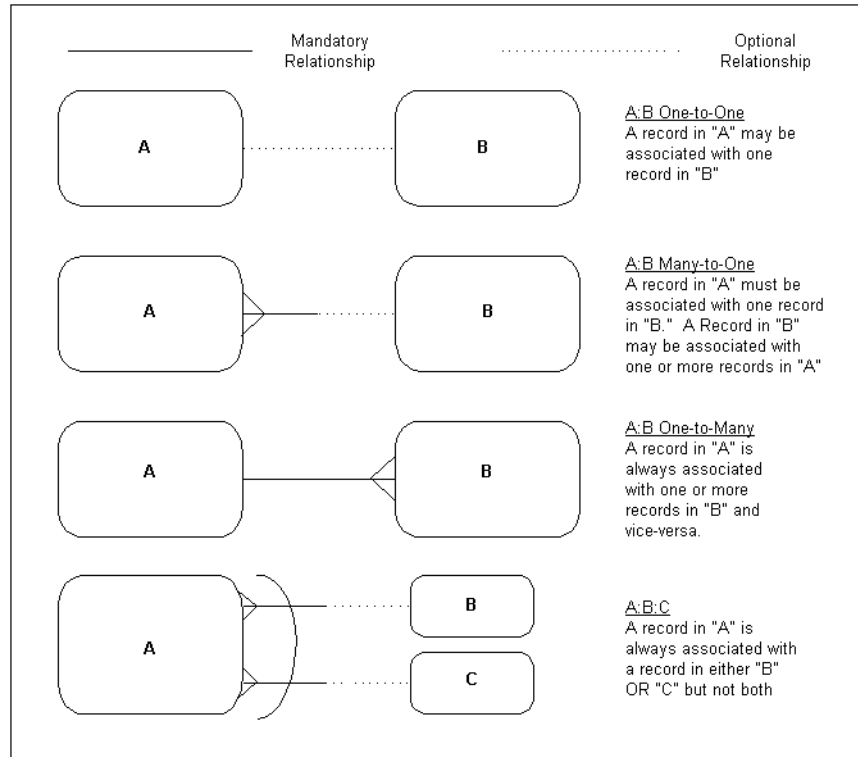 Mandatory
Relationship
Optional
Relationship
A
B
A:B One-to-One
A record in "A" may be
associated with one
record in "B"
A
B
A:B Many-to-One
A record in "A" must be
associated with one record
in "B." A Record in "B"
may be associated with
one or more records in "A"
A
B
A:B One-to-Many
A record in "A" is
always associated
with one or more
records in "B" and
vice-versa.
A
B
C
A:B:C
A record in "A" is
always associated with
a record in either "B"
OR "C" but not both